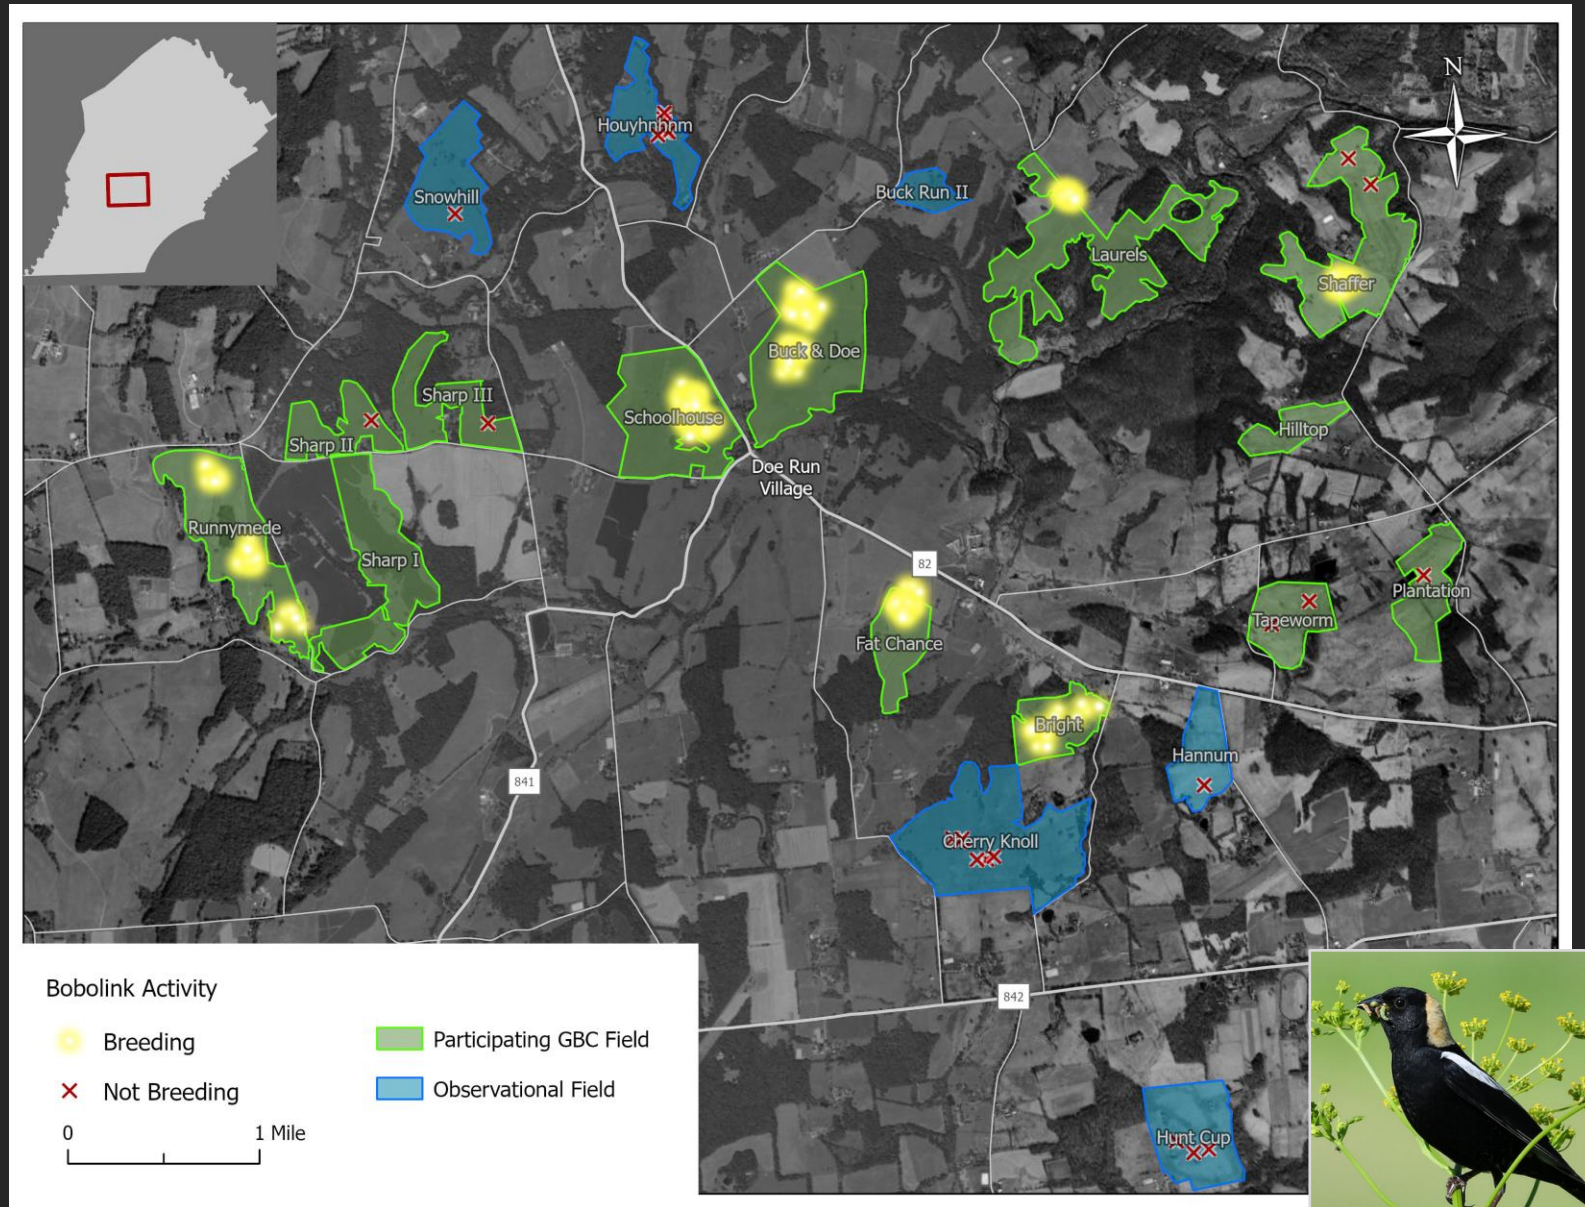 N
Houyhnhnm
Snowhill
Buck Run II
Laurels
Shaffer
Buck & Doe
Sharp III
Schoolhouse
Sharp II
Hilltop
Doe Run
Village
Runnymede
Sharp I
82
Plantation
Tapeworm
Fat Chance
Bright
Hannum
841
Cherry Knoll
842
Hunt Cup
Bobolink Activity
Breeding
Not Breeding
Participating GBC Field
Observational Field
0
1 Mile